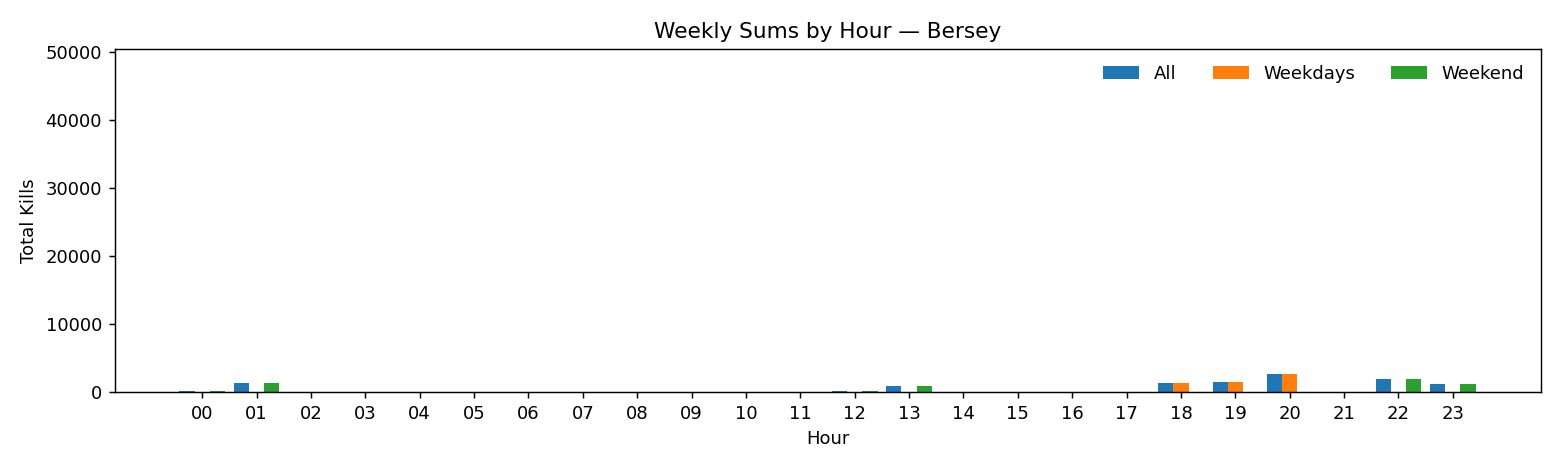 Weekly Sums by Hour — Bersey
All Weekdays Weekend
Total Kills
50000
40000
30000
20000
10000
0
00 01 02 03 04 05 06 07 08 09 10 11 12 13 14 15 16 17 18 19 20 21 22 23
Hour